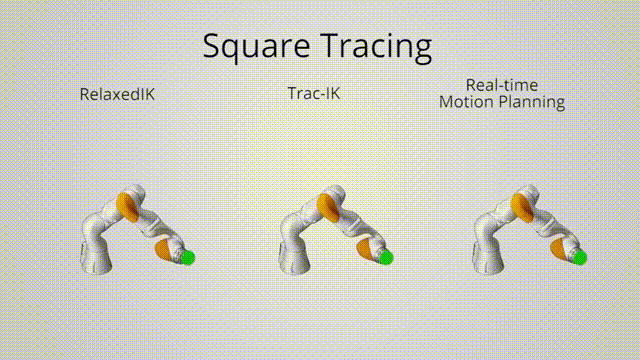 Square Tracing
RelaxedIK
Trac-IK
Real-time
Motion Planning